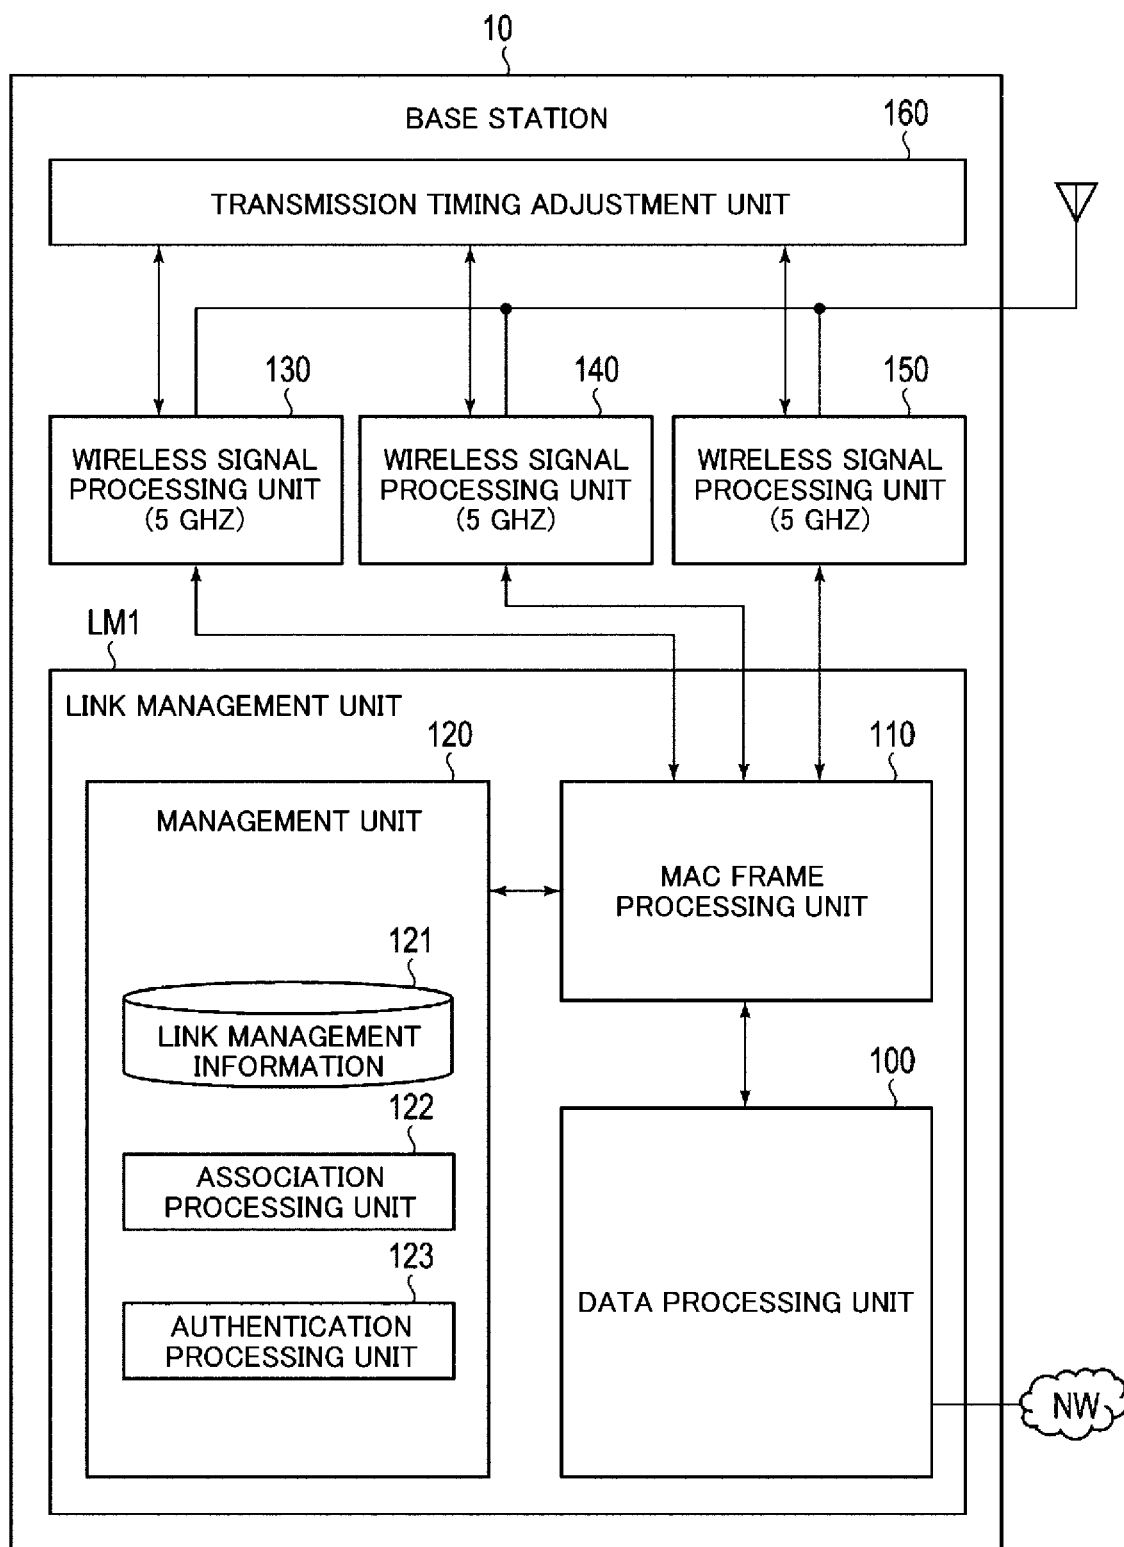 10
BASE STATION
160
TRANSMISSION TIMING ADJUSTMENT UNIT
130
140
150
WIRELESS SIGNAL
PROCESSING UNIT
(5 GHZ)
WIRELESS SIGNAL
PROCESSING UNIT
(5 GHZ)
WIRELESS SIGNAL
PROCESSING UNIT
(5 GHZ)
LM1
LINK MANAGEMENT UNIT
120
110
MANAGEMENT UNIT
MAC FRAME
PROCESSING UNIT
121
LINK MANAGEMENT
INFORMATION
100
122
ASSOCIATION
PROCESSING UNIT
123
AUTHENTICATION
PROCESSING UNIT
DATA PROCESSING UNIT
NW